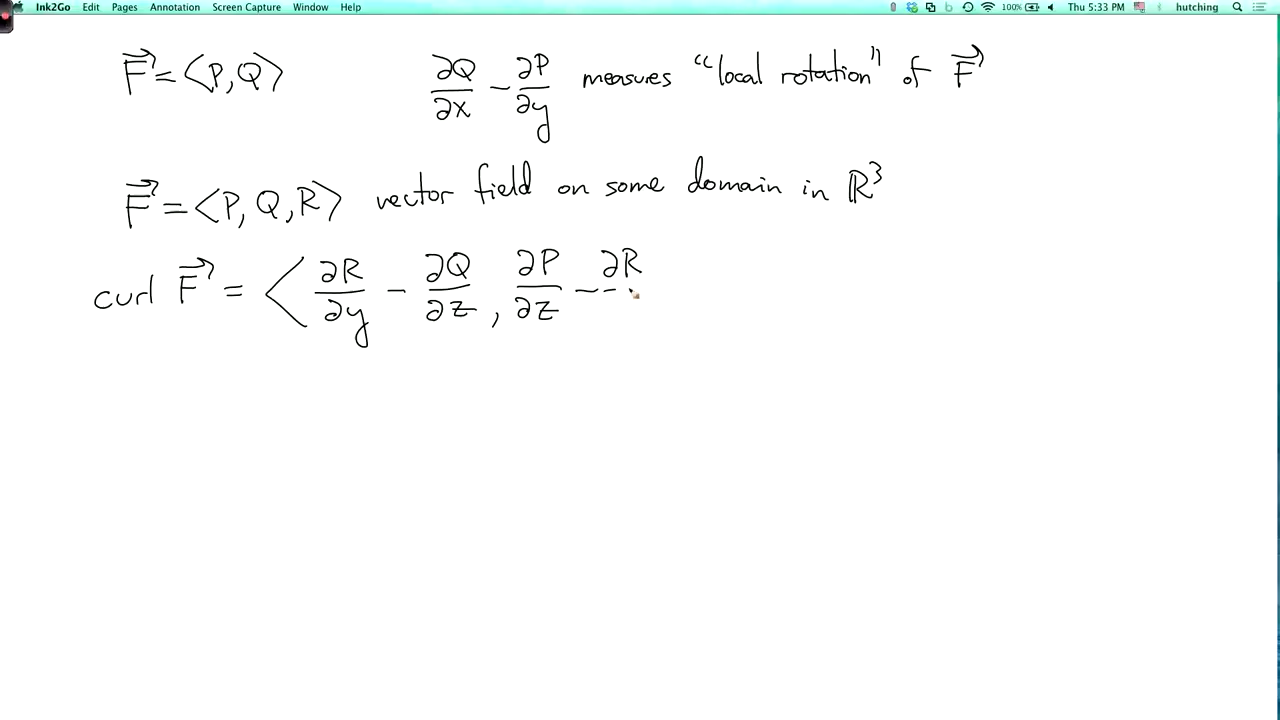 Ink2Go Edit Pages Annotation Screen Capture Window Help 100% Thu 5:33 PM hutching
F⃗ = ⟨P, Q⟩ ∂Q/∂x − ∂P/∂y measures “local rotation” of F⃗
F⃗ = ⟨P, Q, R⟩ vector field on some domain in ℝ³
curl F⃗ = ⟨ ∂R/∂y − ∂Q/∂z , ∂P/∂z − ∂R